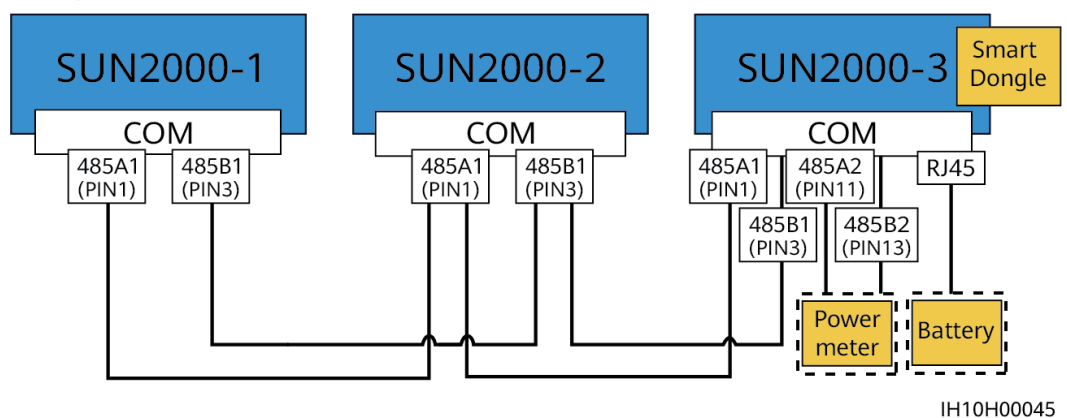 SUN2000-1
SUN2000-2
SUN2000-3
Smart
Dongle
COM
COM
COM
485A1
(PIN1)
485B1
(PIN3)
485A1
(PIN1)
485B1
(PIN3)
485A1
(PIN1)
485A2
(PIN11)
RJ45
485B1
(PIN3)
485B2
(PIN13)
Power
meter
Battery
IH10H00045